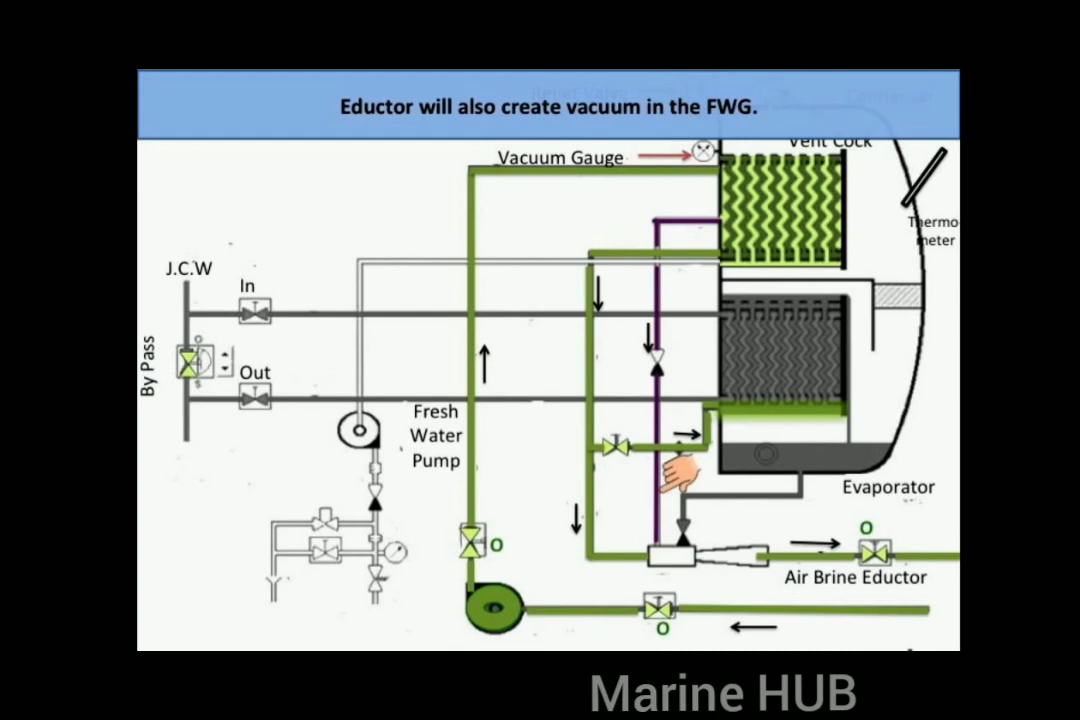 Eductor will also create vacuum in the FWG.
Vent Cock
Vacuum Gauge
Thermo
meter
J.C.W
In
By Pass
Out
Fresh
Water
Pump
Evaporator
O
O
Air Brine Eductor
O
Marine HUB